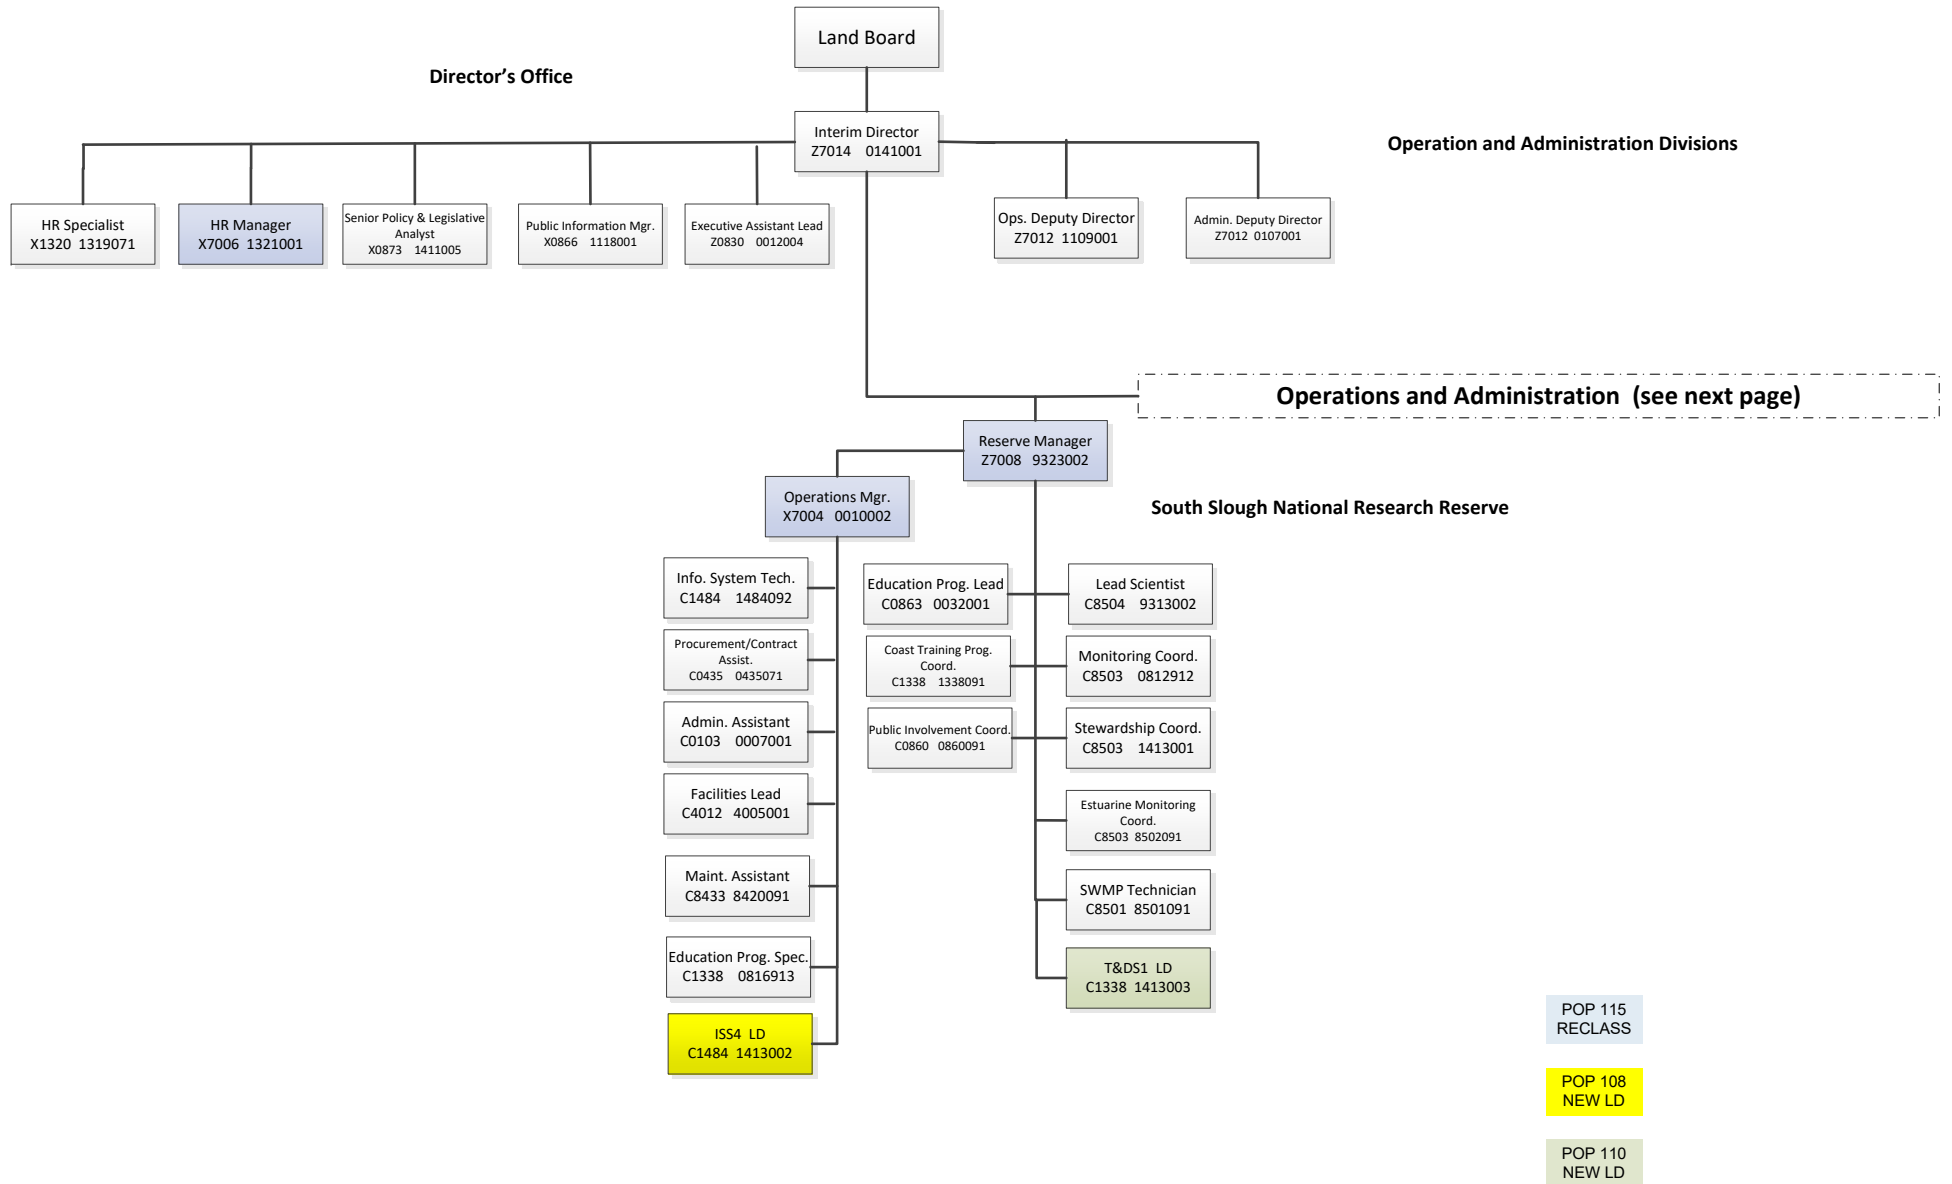 Land Board
Director's Office
Interim Director
Z7014 0141001
Operation and Administration Divisions
HR Specialist
X1320 1319071
HR Manager
X7006 1321001
Senior Policy & Legislative
Analyst
X0873 1411005
Public Information Mgr.
X0866 1118001
Executive Assistant Lead
Z0830 0012004
Ops. Deputy Director
Z7012 1109001
Admin. Deputy Director
Z7012 0107001
Operations and Administration (see next page)
Reserve Manager
Z7008 9323002
Operations Mgr.
X7004 0010002
South Slough National Research Reserve
Info. System Tech.
C1484 1484092
Procurement/Contract
Assist.
C0435 0435071
Admin. Assistant
C0103 0007001
Facilities Lead
C4012 4005001
Maint. Assistant
C8433 8420091
Education Prog. Spec.
C1338 0816913
ISS4 LD
C1484 1413002
Education Prog. Lead
C0863 0032001
Coast Training Prog.
Coord.
C1338 1338091
Public Involvement Coord.
C0860 0860091
Lead Scientist
C8504 9313002
Monitoring Coord.
C8503 0812912
Stewardship Coord.
C8503 1413001
Estuarine Monitoring
Coord.
C8503 8502091
SWMP Technician
C8501 8501091
T&DS1 LD
C1338 1413003
POP 115
RECLASS
POP 108
NEW LD
POP 110
NEW LD